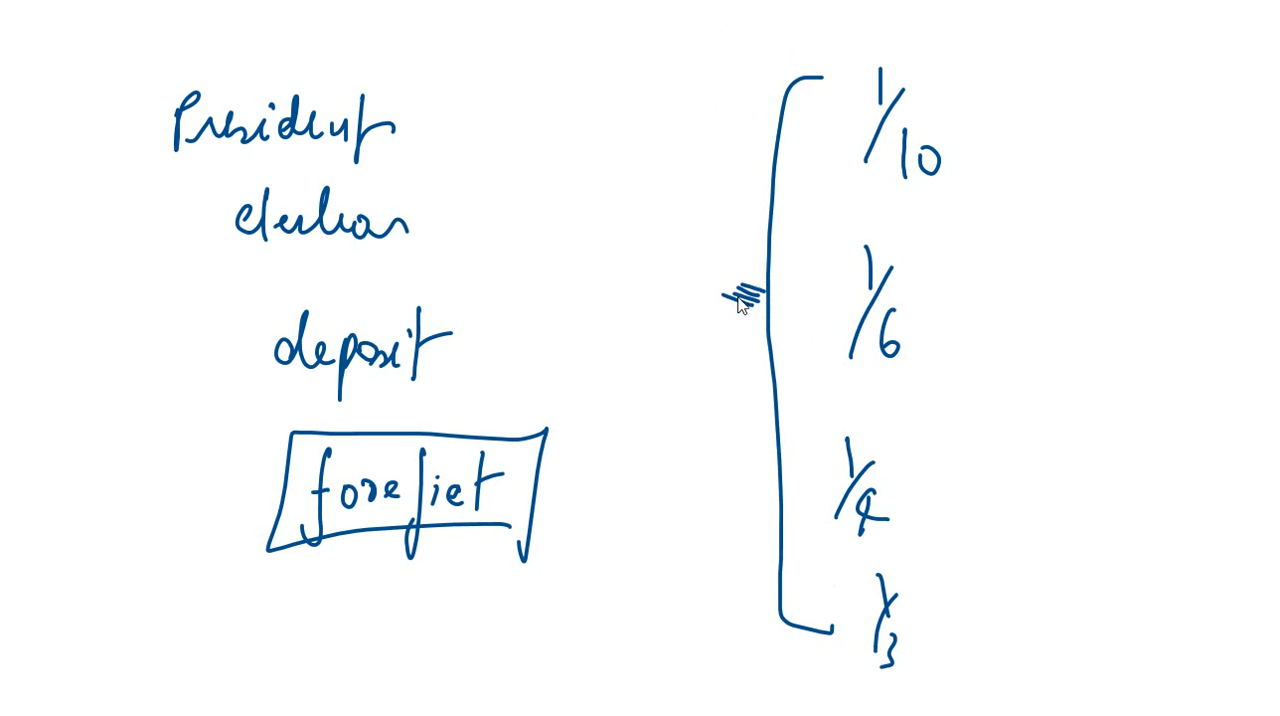 President
election
deposit
forefiet
1/10
1/6
1/4
1/3